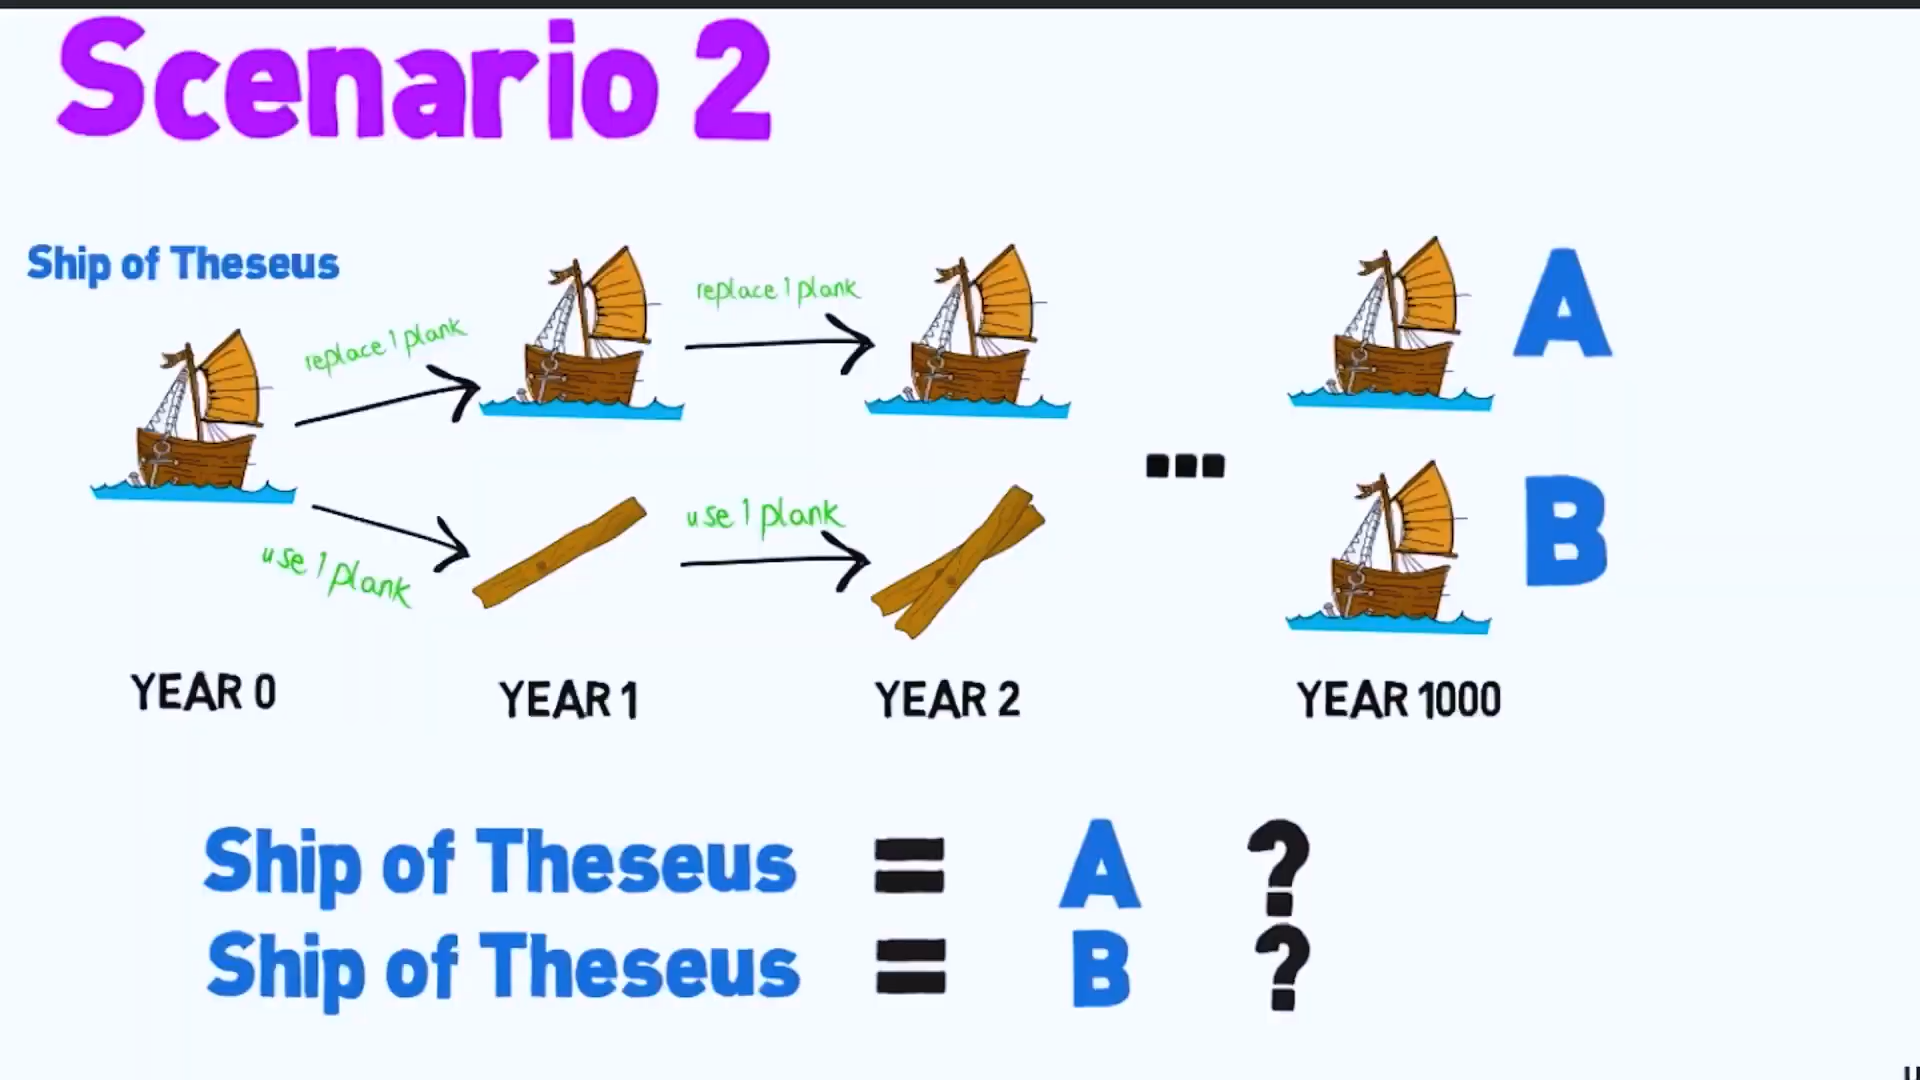 Scenario 2
Ship of Theseus
replace 1 plank
replace 1 plank
A
use 1 plank
use 1 plank
B
YEAR 0
YEAR 1
YEAR 2
...
YEAR 1000
Ship of Theseus = A ?
Ship of Theseus = B ?